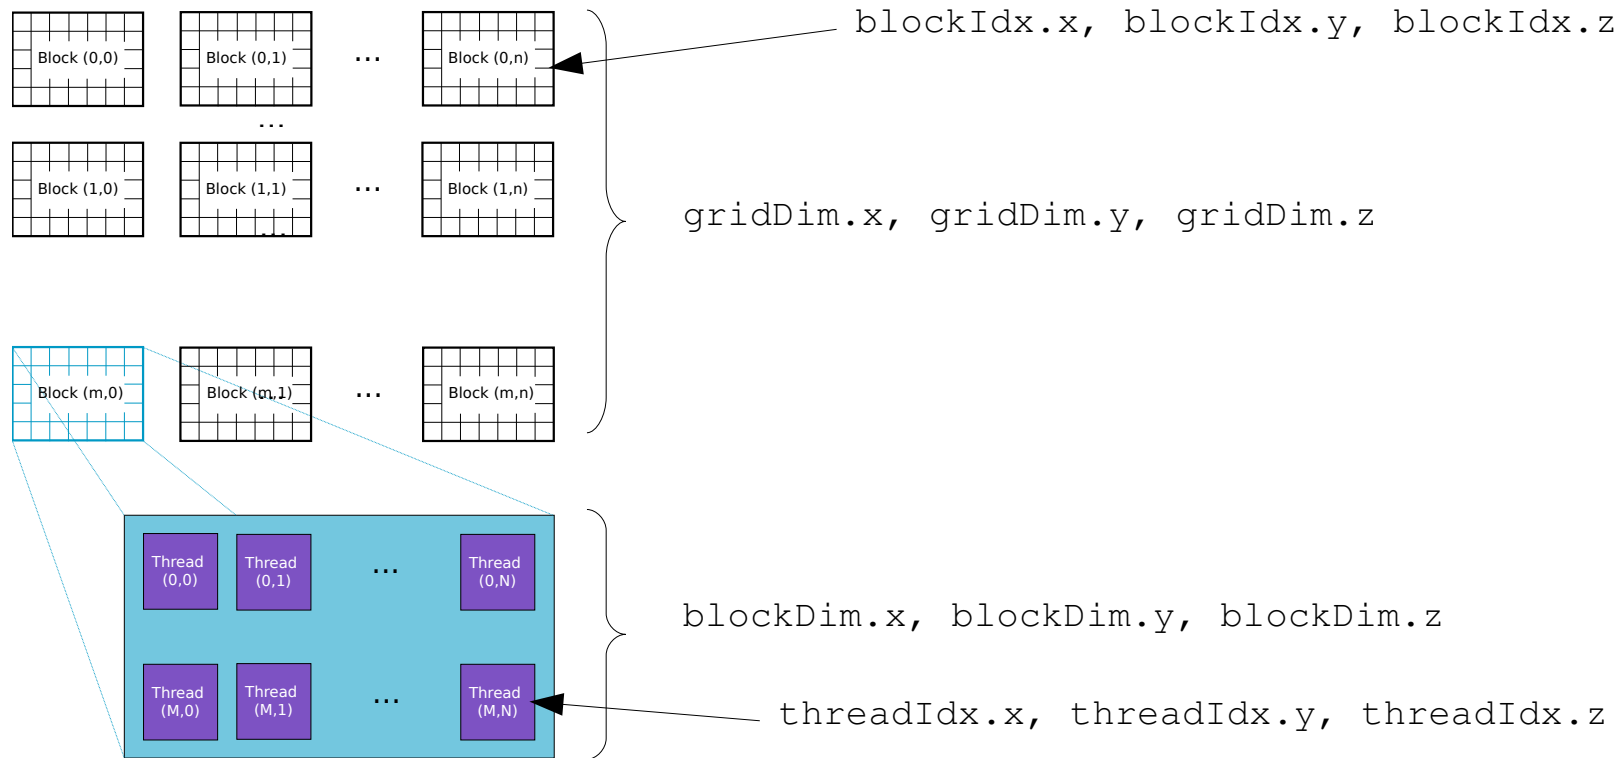 blockIdx.x, blockIdx.y, blockIdx.z
Block (0,0) Block (0,1) ... Block (0,n)
...
Block (1,0) Block (1,1) ... Block (1,n)
gridDim.x, gridDim.y, gridDim.z
...
Block (m,0) Block (m,1) ... Block (m,n)
...
Thread Thread ... Thread
(0,0) (0,1) (0,N)
blockDim.x, blockDim.y, blockDim.z
Thread Thread ... Thread
(M,0) (M,1) (M,N)
threadIdx.x, threadIdx.y, threadIdx.z